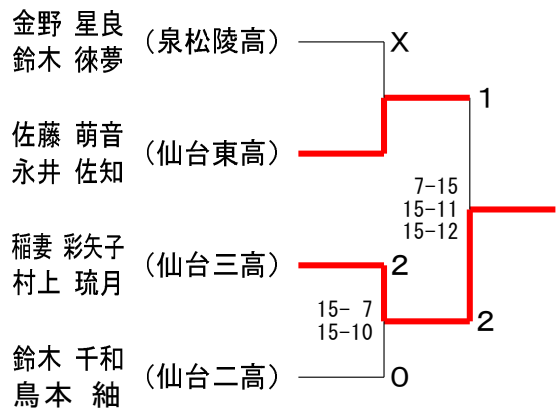 金野 星良
鈴木 徠夢
(泉松陵高)
X
佐藤 萌音
永井 佐知
(仙台東高)
1
7-15
15-11
15-12
稲妻 彩矢子
村上 琉月
(仙台三高)
2
15- 7
15-10
2
鈴木 千和
鳥本 紬
(仙台二高)
0